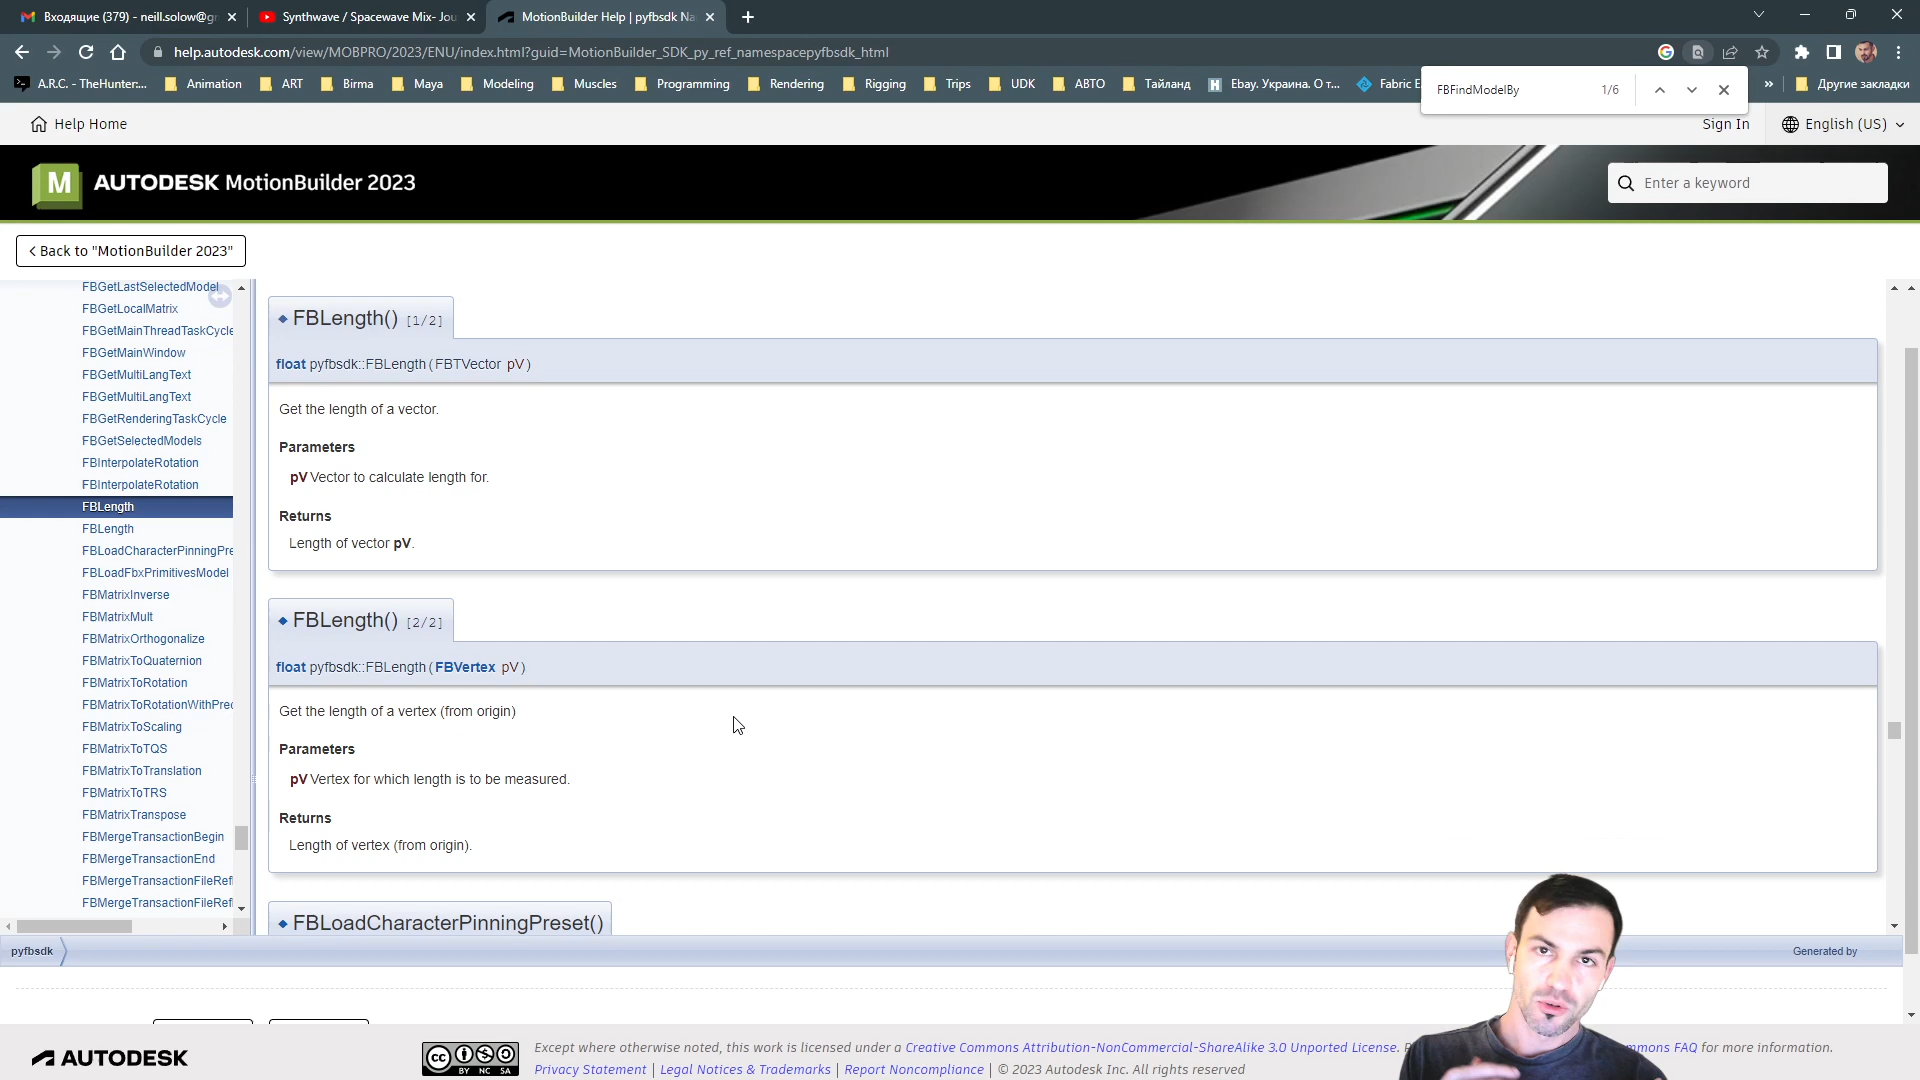 Входящие (379) - neill.solow@g
Synthwave / Spacewave Mix- Jou
MotionBuilder Help | pyfbsdk Na
help.autodesk.com/view/MOBPRO/2023/ENU/index.html?guid=MotionBuilder_SDK_py_ref_namespacepyfbsdk_html
A.R.C. - TheHunter:... Animation ART Birma Maya Modeling Muscles Programming Rendering Rigging Trips UDK АВТО Тайланд Ebay. Украина. О т... Fabric E » Другие закладки
FBFindModelBy 1/6
Help Home
Sign In English (US)
M AUTODESK MotionBuilder 2023
Enter a keyword
Back to "MotionBuilder 2023"
FBGetLastSelectedModel
FBGetLocalMatrix
FBGetMainThreadTaskCycle
FBGetMainWindow
FBGetMultiLangText
FBGetMultiLangText
FBGetRenderingTaskCycle
FBGetSelectedModels
FBInterpolateRotation
FBInterpolateRotation
FBLength
FBLength
FBLoadCharacterPinningPre
FBLoadFbxPrimitivesModel
FBMatrixInverse
FBMatrixMult
FBMatrixOrthogonalize
FBMatrixToQuaternion
FBMatrixToRotation
FBMatrixToRotationWithPrec
FBMatrixToScaling
FBMatrixToTQS
FBMatrixToTranslation
FBMatrixToTRS
FBMatrixTranspose
FBMergeTransactionBegin
FBMergeTransactionEnd
FBMergeTransactionFileRefl
FBMergeTransactionFileRefl
FBLength() [1/2]
float pyfbsdk::FBLength ( FBTVector pV )
Get the length of a vector.
Parameters
pV Vector to calculate length for.
Returns
Length of vector pV.
FBLength() [2/2]
float pyfbsdk::FBLength ( FBVertex pV )
Get the length of a vertex (from origin)
Parameters
pV Vertex for which length is to be measured.
Returns
Length of vertex (from origin).
FBLoadCharacterPinningPreset()
pyfbsdk
Generated by
AUTODESK
CC BY NC SA
Except where otherwise noted, this work is licensed under a Creative Commons Attribution-NonCommercial-ShareAlike 3.0 Unported License. mmons FAQ for more information.
Privacy Statement | Legal Notices & Trademarks | Report Noncompliance | © 2023 Autodesk Inc. All rights reserved